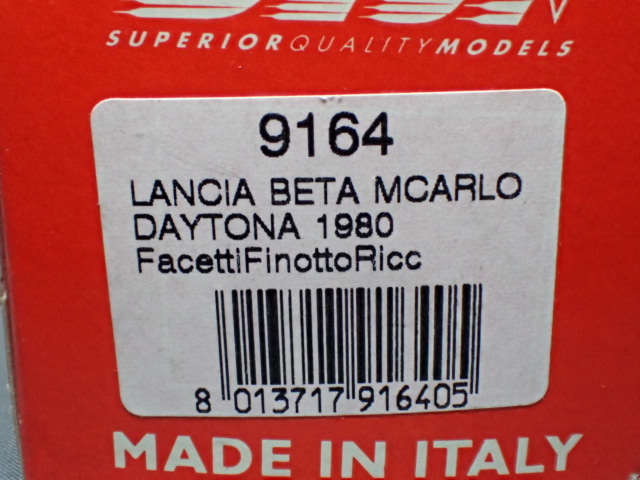 SUPERIORQUALITYMODELS
9164
LANCIA BETA MCARLO
DAYTONA 1980
FacettiFinottoRicc
8 013717 916405
MADE IN ITALY